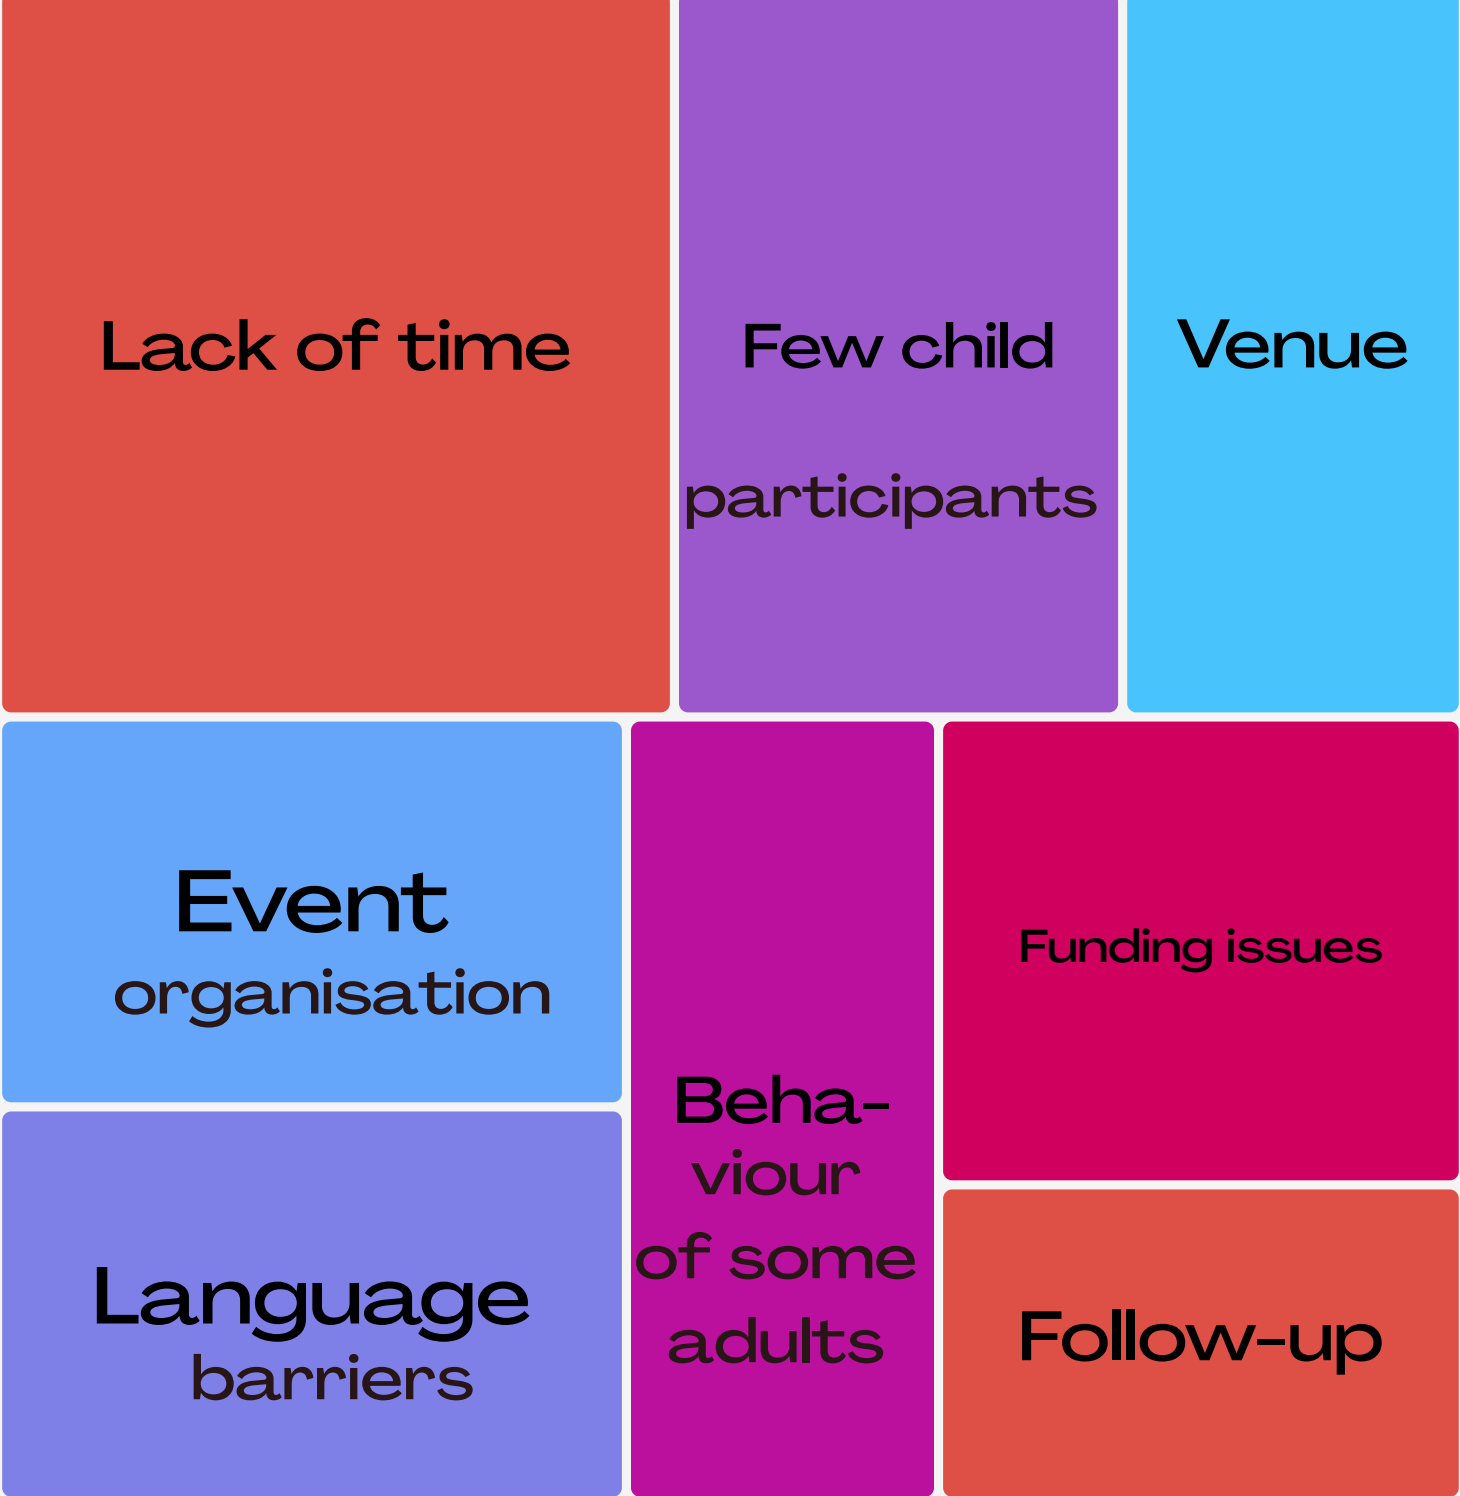 Lack of time
Few child
participants
Venue
Event
organisation
Language
barriers
Beha-
viour
of some
adults
Funding issues
Follow-up